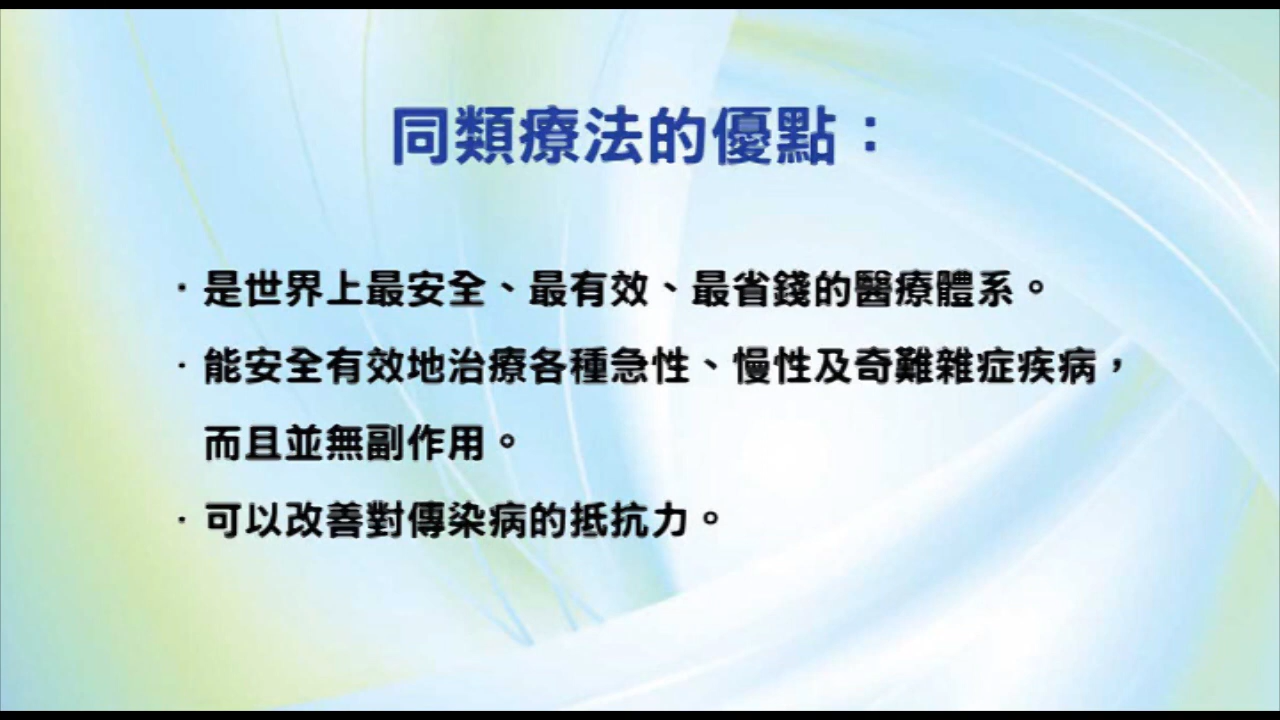 同類療法的優點：
· 是世界上最安全、最有效、最省錢的醫療體系。
· 能安全有效地治療各種急性、慢性及奇難雜症疾病，
而且並無副作用。
· 可以改善對傳染病的抵抗力。